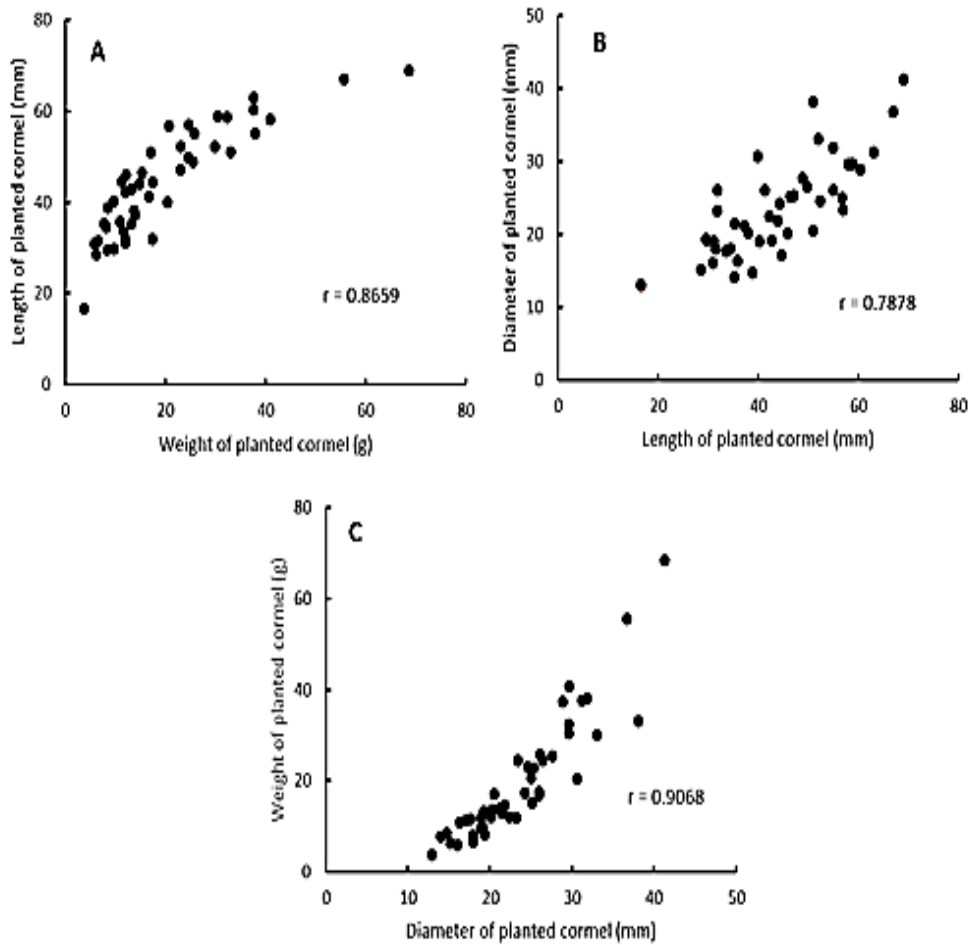 A
Length of planted cormel (mm)
80
60
40
20
0
r = 0.8659
0 20 40 60 80
Weight of planted cormel (g)
B
Diameter of planted cormel (mm)
50
40
30
20
10
0
r = 0.7878
0 20 40 60 80
Length of planted cormel (mm)
C
Weight of planted cormel (g)
80
60
40
20
0
r = 0.9068
0 10 20 30 40 50
Diameter of planted cormel (mm)